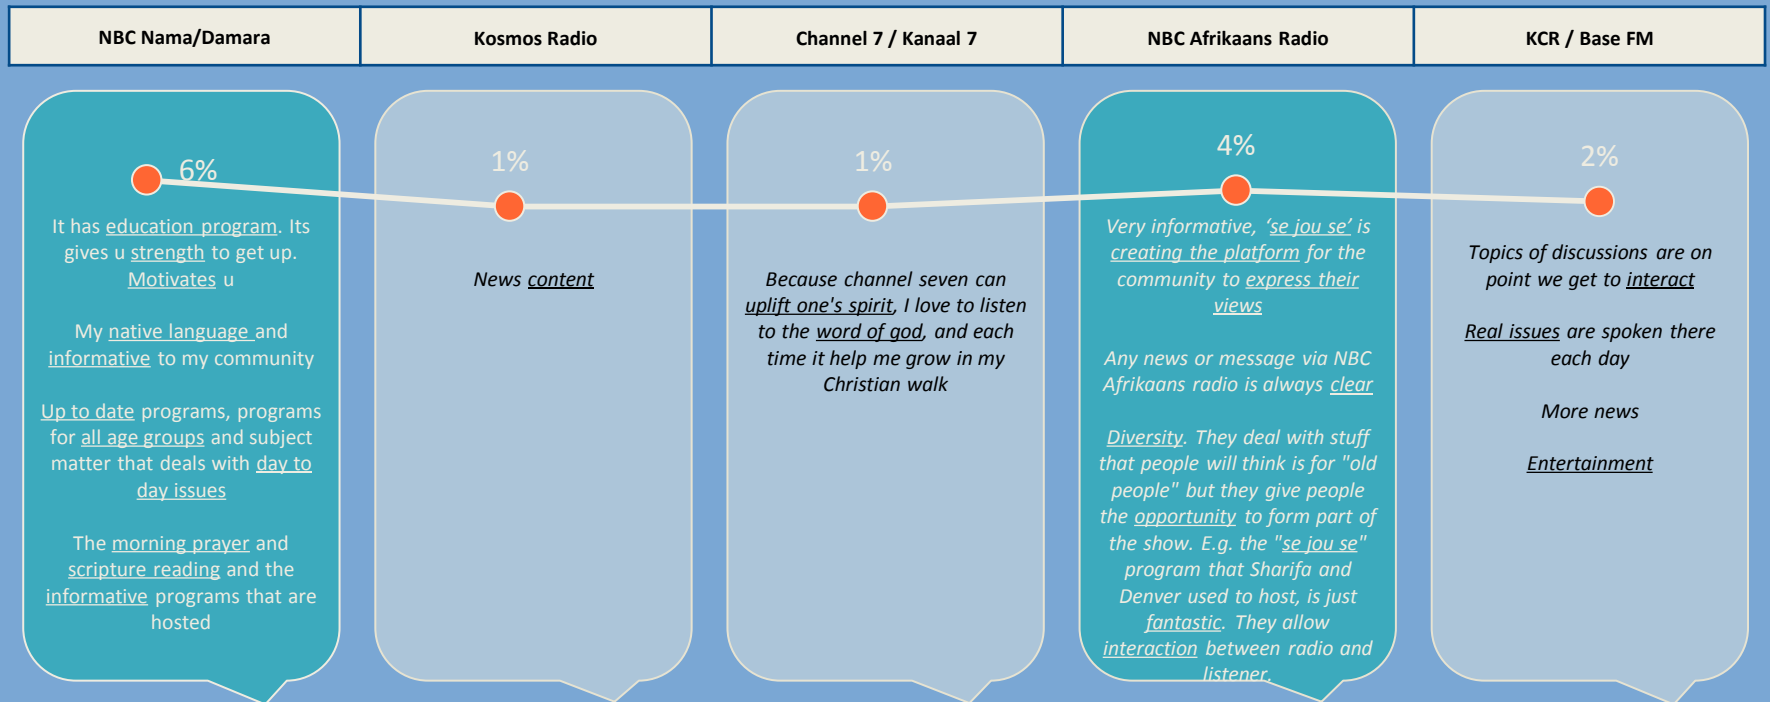 NBC Nama/Damara
Kosmos Radio
Channel 7 / Kanaal 7
NBC Afrikaans Radio
KCR / Base FM
6%
It has education program. Its
gives u strength to get up.
Motivates u
My native language and
informative to my community
Up to date programs, programs
for all age groups and subject
matter that deals with day to
day issues
The morning prayer and
scripture reading and the
informative programs that are
hosted
1%
News content
1%
Because channel seven can
uplift one's spirit, I love to listen
to the word of god, and each
time it help me grow in my
Christian walk
4%
Very informative, ‘se jou se’ is
creating the platform for the
community to express their
views
Any news or message via NBC
Afrikaans radio is always clear
Diversity. They deal with stuff
that people will think is for "old
people" but they give people
the opportunity to form part of
the show. E.g. the "se jou se"
program that Sharifa and
Denver used to host, is just
fantastic. They allow
interaction between radio and
listener.
2%
Topics of discussions are on
point we get to interact
Real issues are spoken there
each day
More news
Entertainment